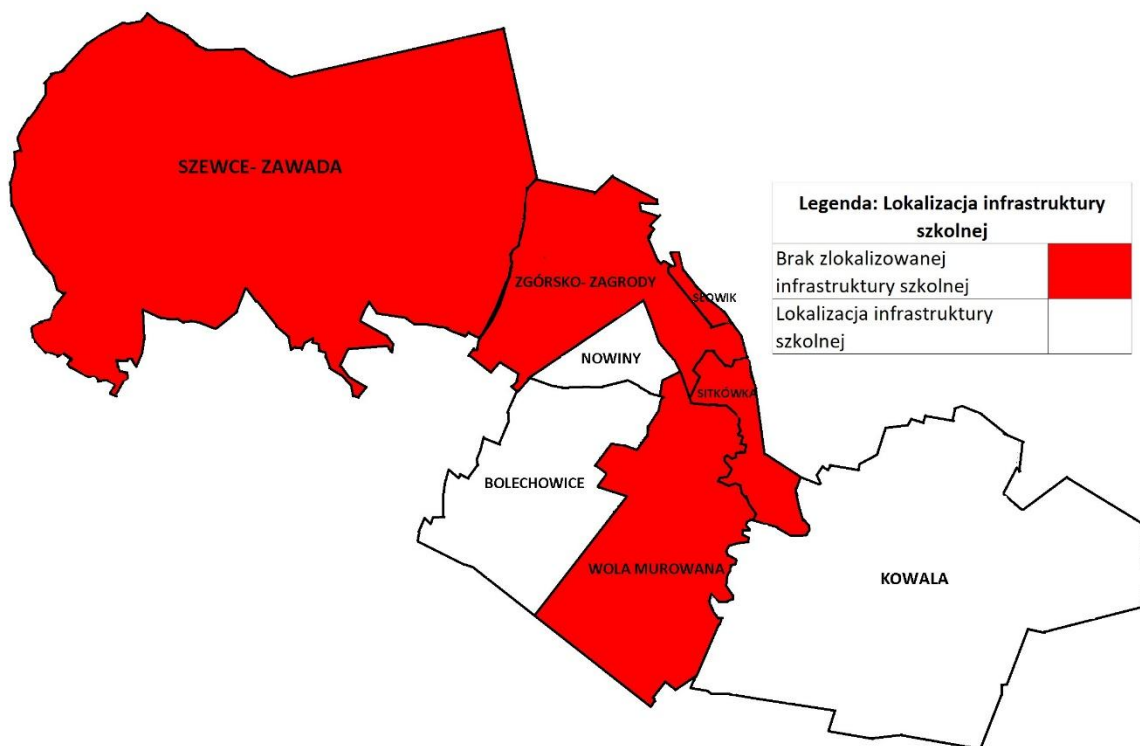 SZEWCE- ZAWADA
Legenda: Lokalizacja infrastruktury
szkolnej
Brak zlokalizowanej
infrastruktury szkolnej
Lokalizacja infrastruktury
szkolnej
ZGÓRSKO- ZAGRODY
SŁOWIK
NOWINY
SITKÓWKA
BOLECHOWICE
WOLA MUROWANA
KOWALA